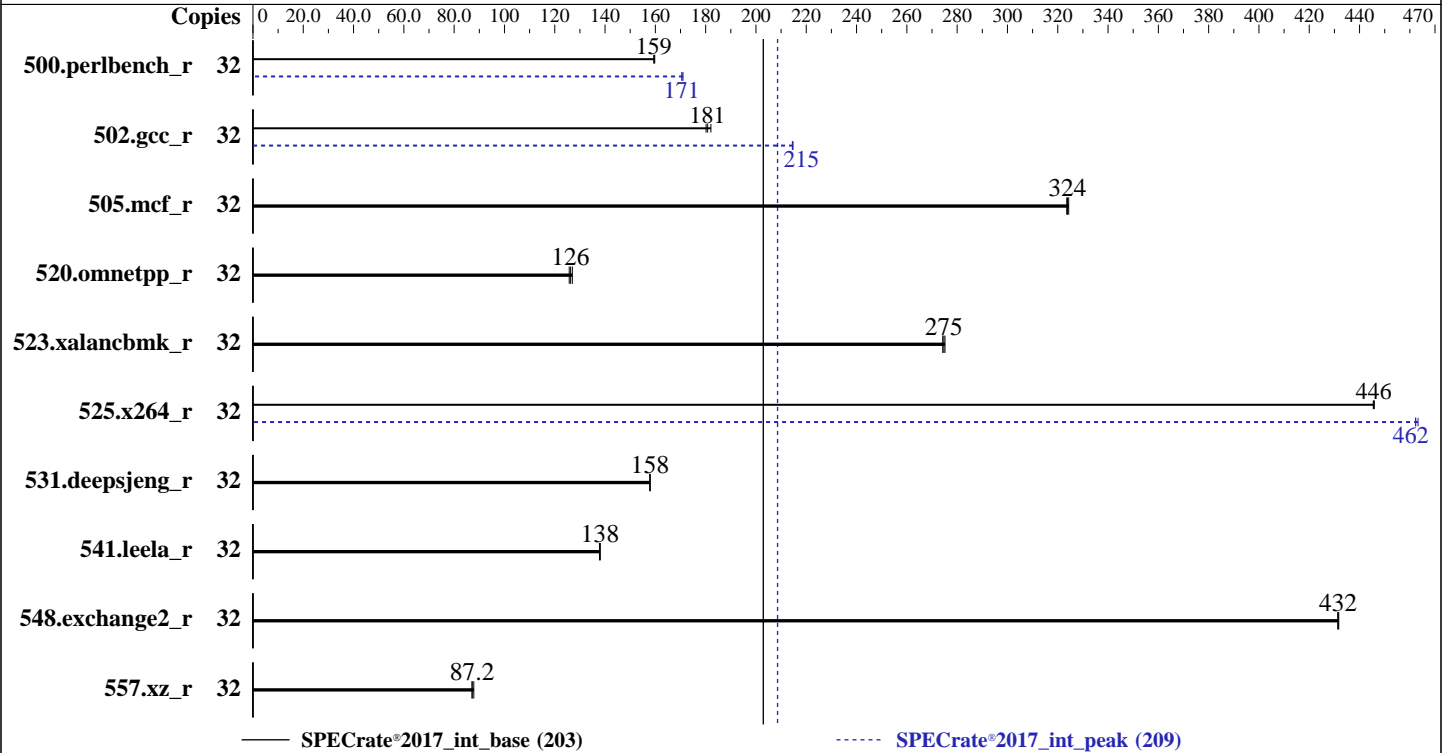 Copies 0 20.0 40.0 60.0 80.0 100 120 140 160 180 200 220 240 260 280 300 320 340 360 380 400 420 440 470
500.perlbench_r 32 159
171
502.gcc_r 32 181
215
505.mcf_r 32 324
520.omnetpp_r 32 126
523.xalancbmk_r 32 275
525.x264_r 32 446
462
531.deepsjeng_r 32 158
541.leela_r 32 138
548.exchange2_r 32 432
557.xz_r 32 87.2
SPECrate®2017_int_base (203) SPECrate®2017_int_peak (209)